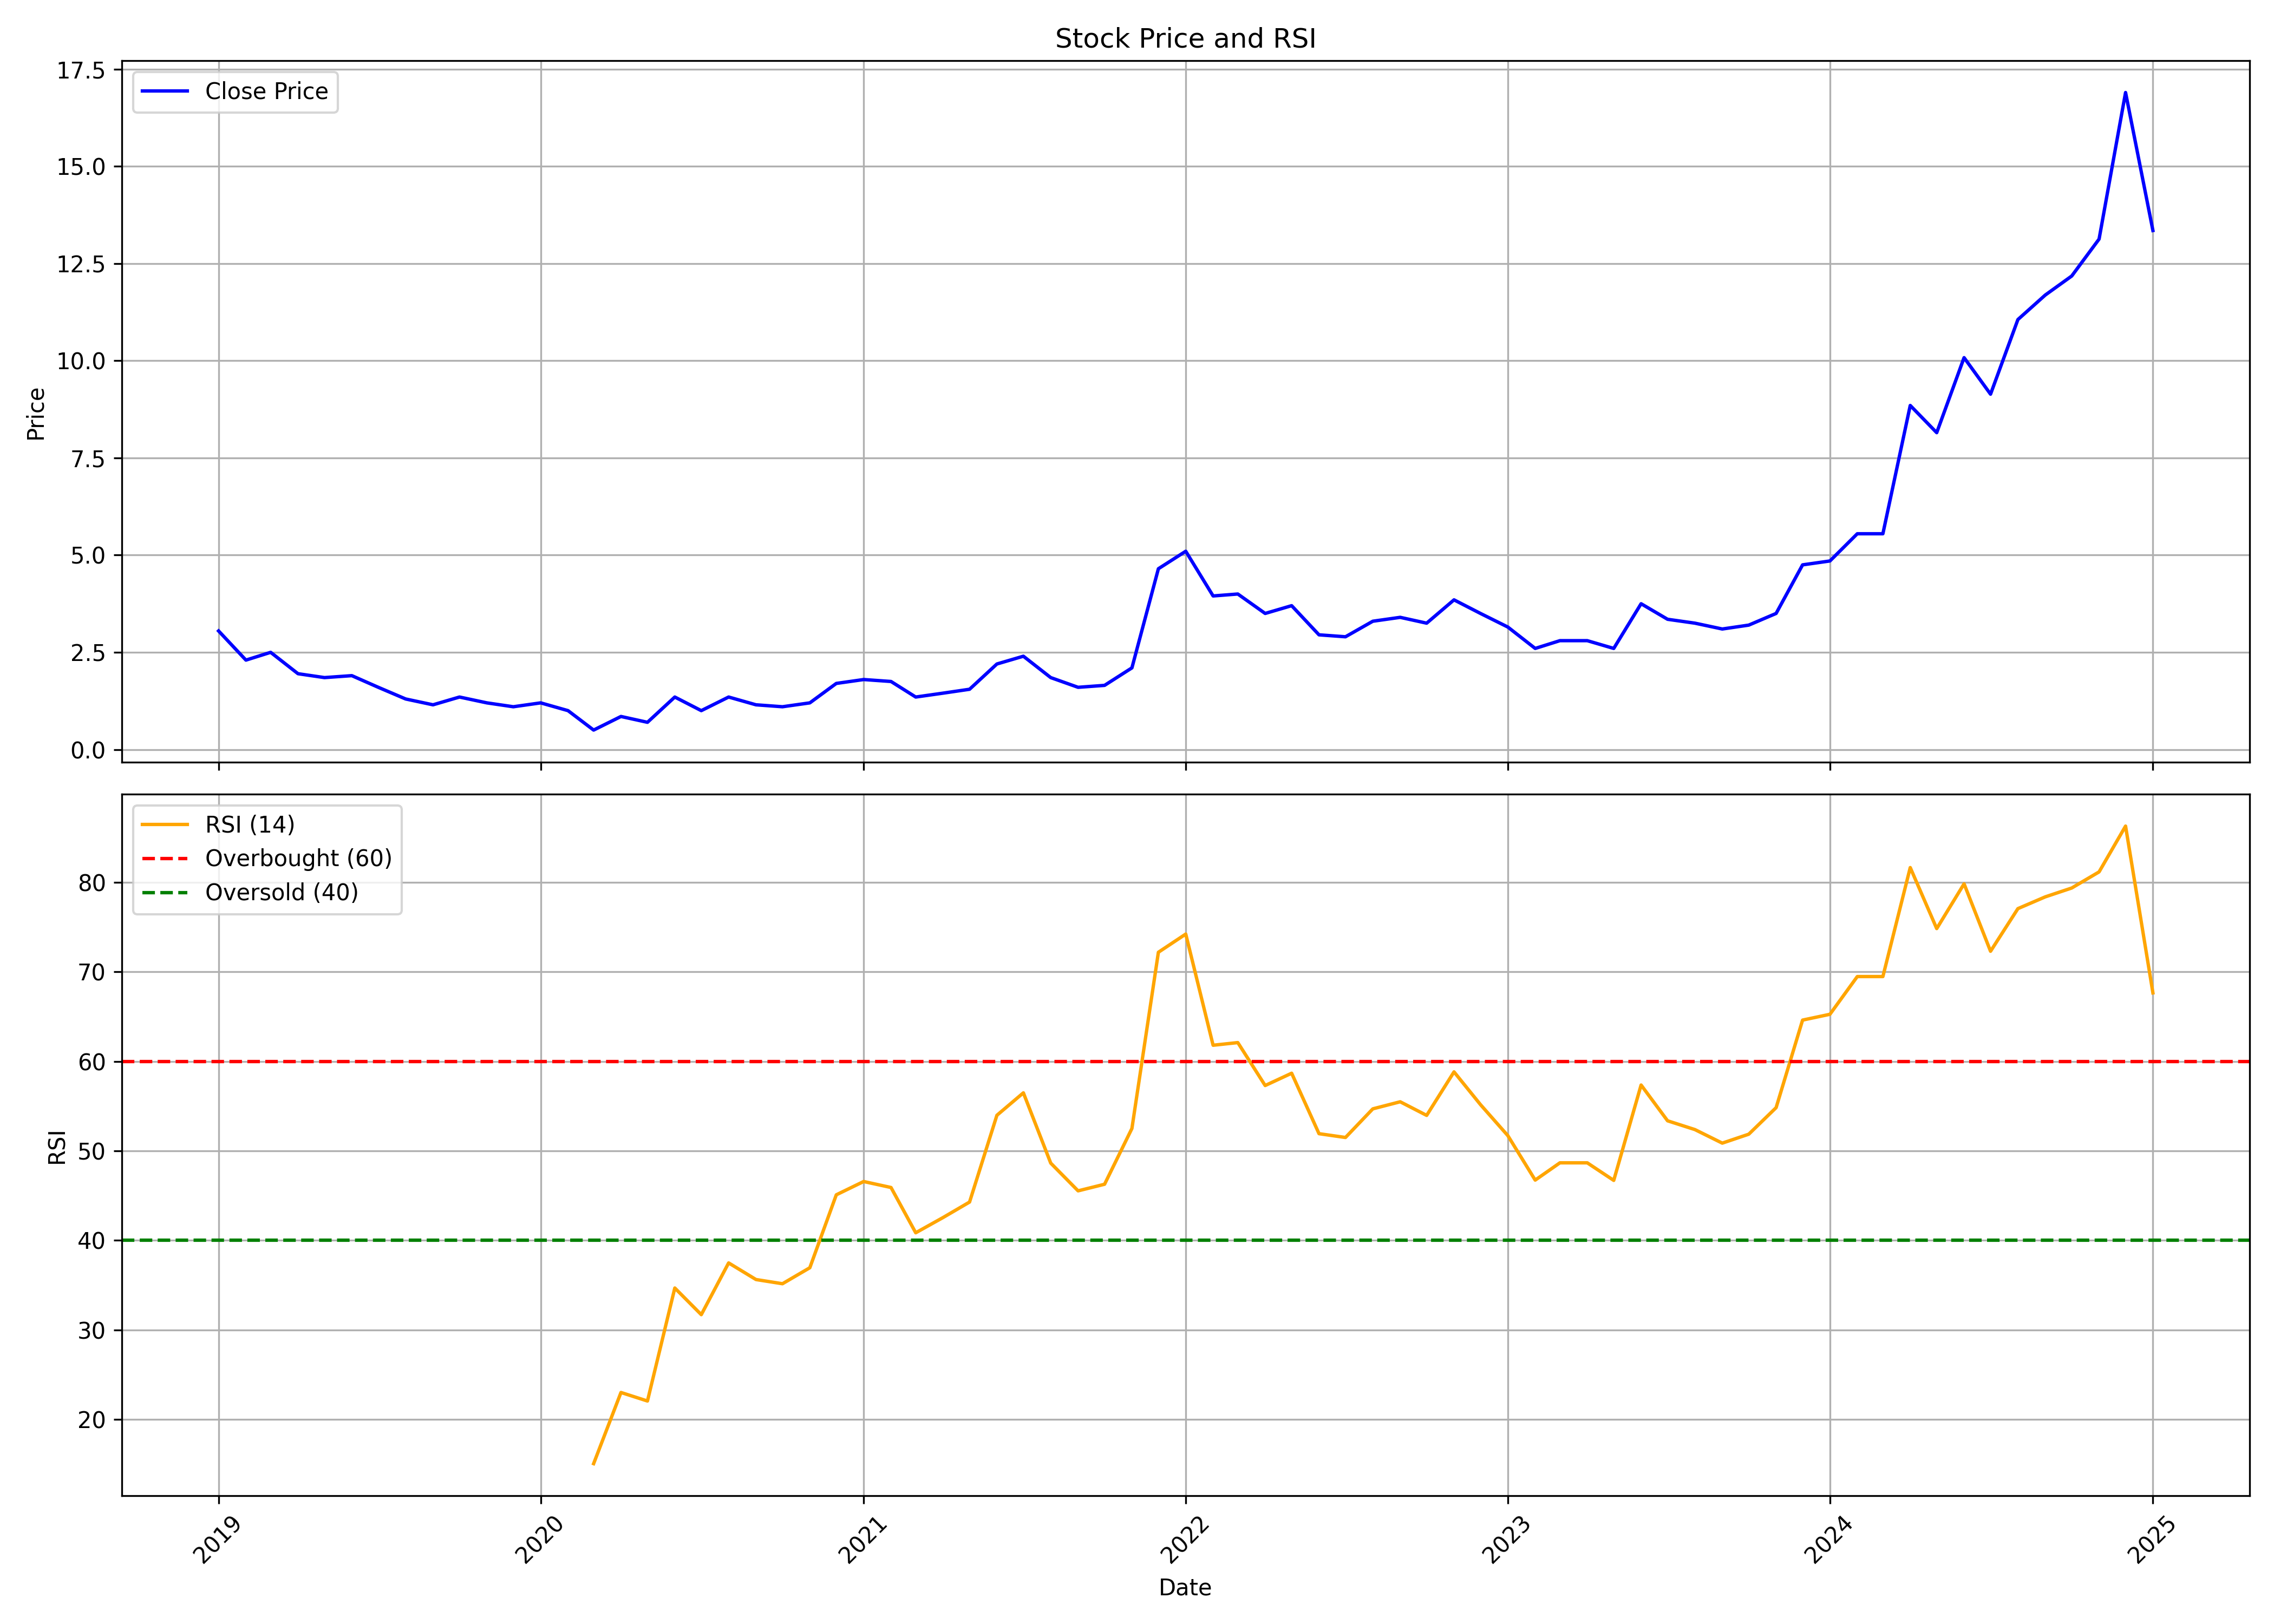 Stock Price and RSI
17.5
15.0
12.5
10.0
7.5
5.0
2.5
0.0
Price
Close Price
RSI (14)
Overbought (60)
Oversold (40)
80
70
60
50
40
30
20
RSI
2019
2020
2021
2022
2023
2024
2025
Date